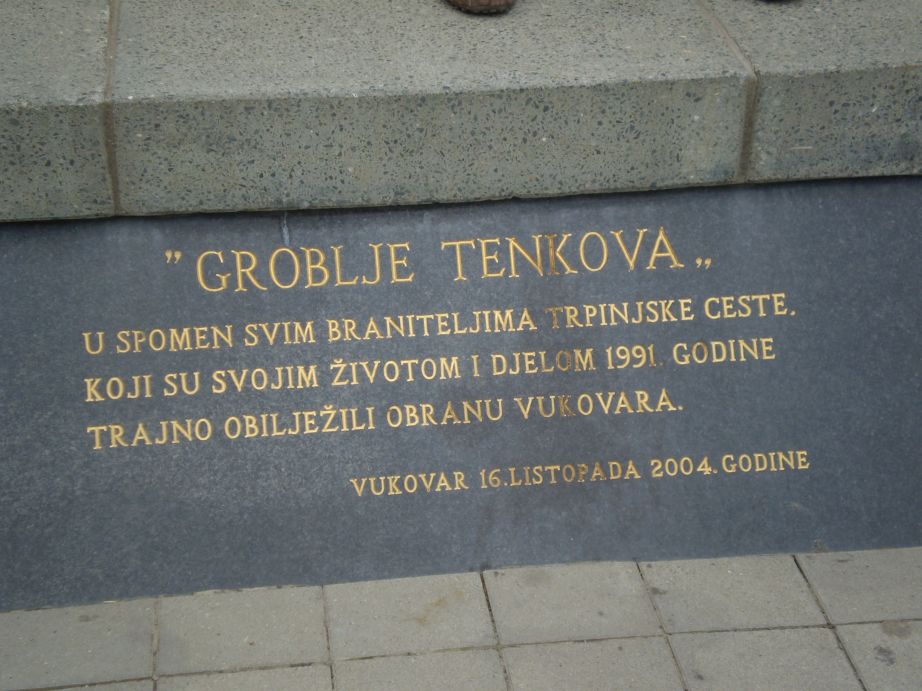 "GROBLJE TENKOVA„
U SPOMEN SVIM BRANITELJIMA TRPINJSKE CESTE.
KOJI SU SVOJIM ŽIVOTOM I DJELOM 1991. GODINE
TRAJNO OBILJEŽILI OBRANU VUKOVARA.
VUKOVAR 16.LISTOPADA 2004.GODINE